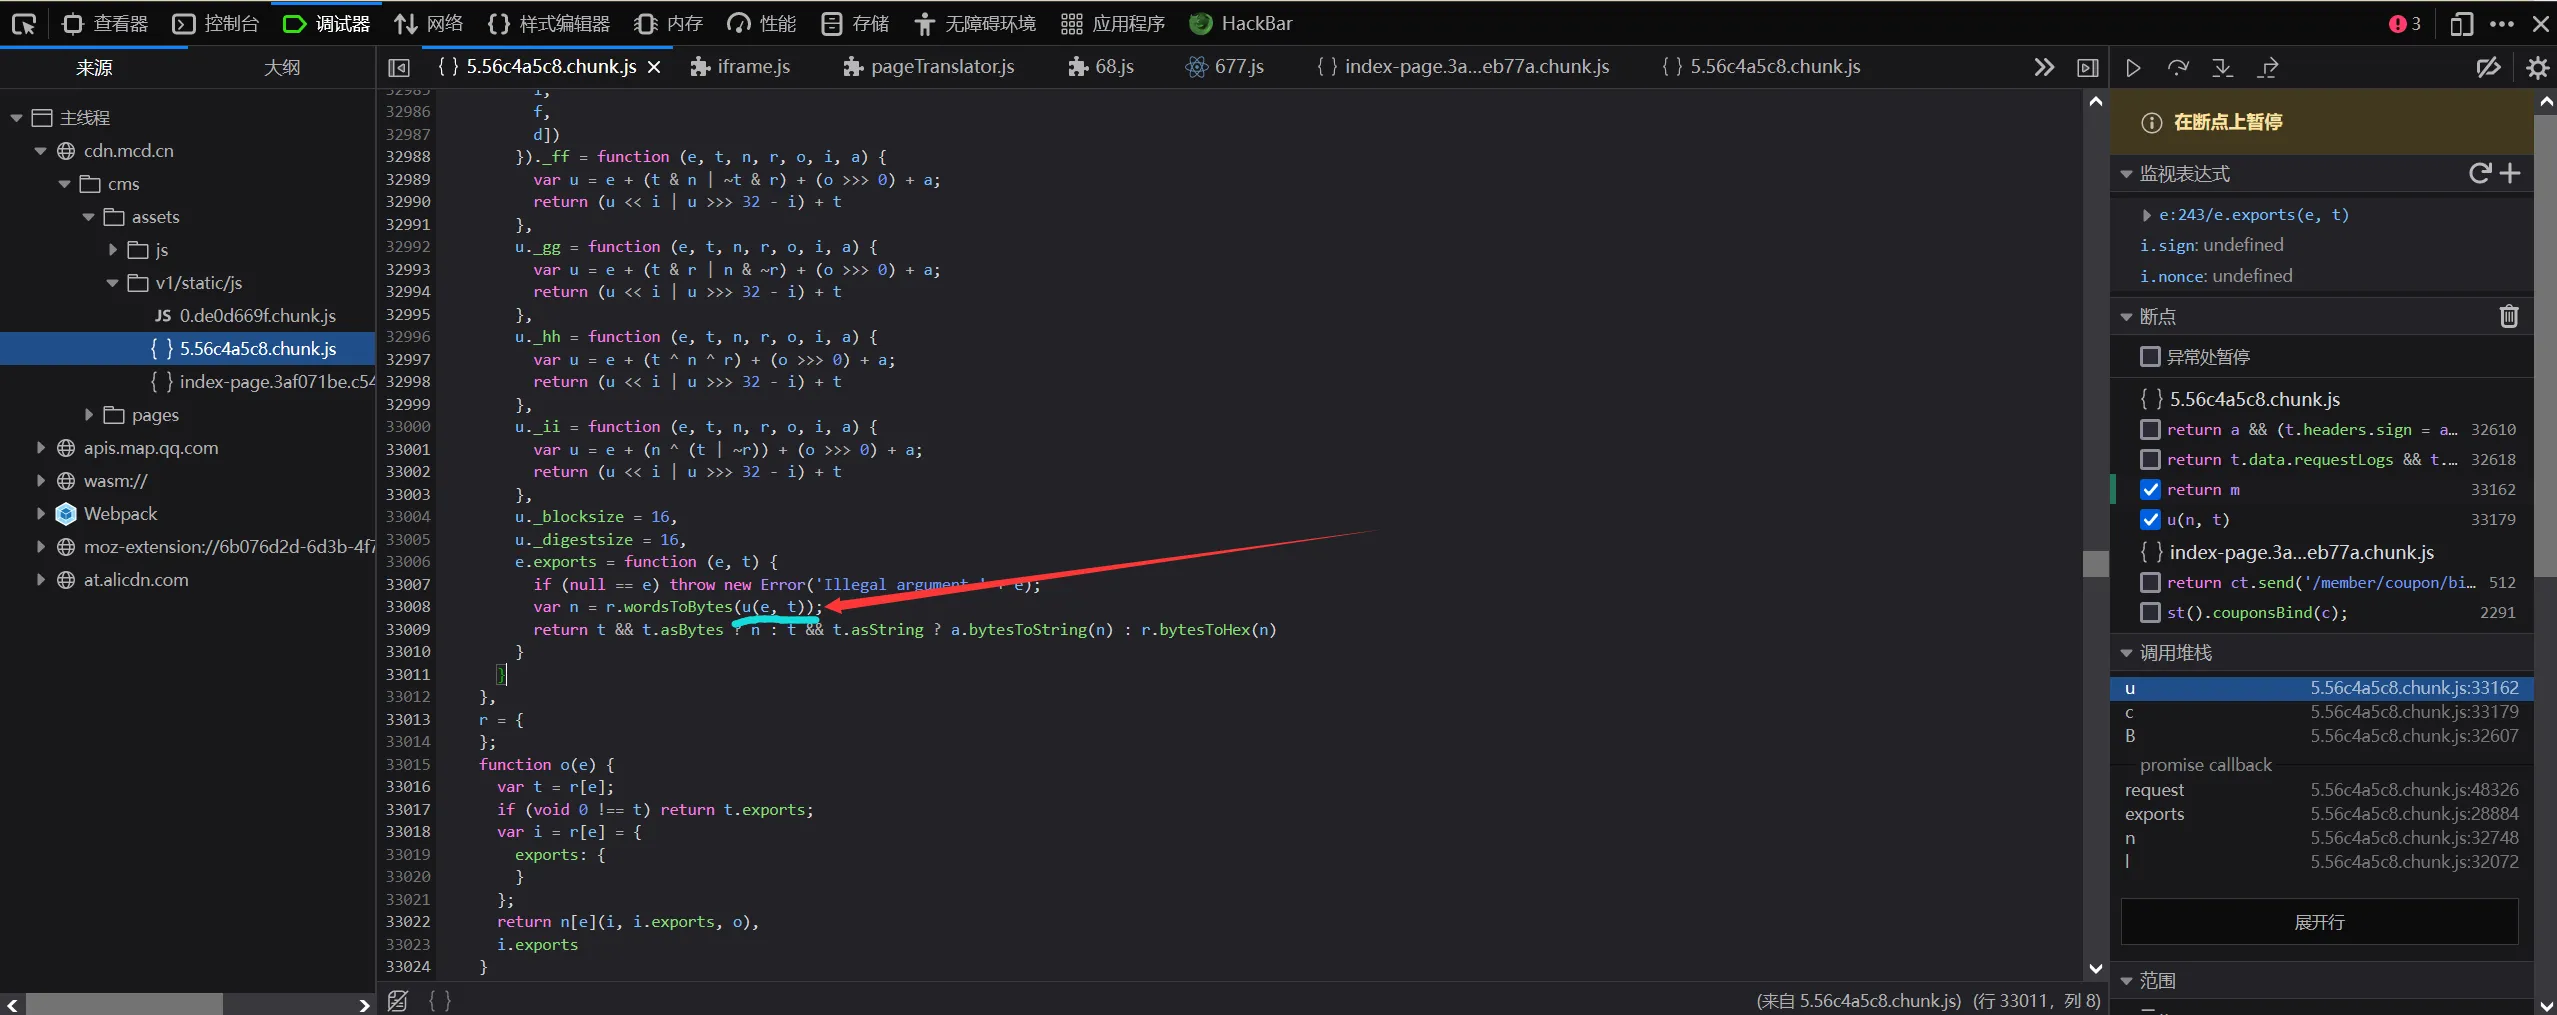 查看器 控制台 调试器 网络 样式编辑器 内存 性能 存储 无障碍环境 应用程序 HackBar 3
来源 大纲 { } 5.56c4a5c8.chunk.js iframe.js pageTranslator.js 68.js 677.js { } index-page.3a...eb77a.chunk.js { } 5.56c4a5c8.chunk.js
主线程
cdn.mcd.cn
cms
assets
js
v1/static/js
JS 0.de0d669f.chunk.js
{ } 5.56c4a5c8.chunk.js
{ } index-page.3af071be.c54
pages
apis.map.qq.com
wasm://
Webpack
moz-extension://6b076d2d-6d3b-4f7
at.alicdn.com
32986 f,
32987 d])
32988 })._ff = function (e, t, n, r, o, i, a) {
32989 var u = e + (t & n | ~t & r) + (o >>> 0) + a;
32990 return (u << i | u >>> 32 - i) + t
32991 },
32992 u._gg = function (e, t, n, r, o, i, a) {
32993 var u = e + (t & r | n & ~r) + (o >>> 0) + a;
32994 return (u << i | u >>> 32 - i) + t
32995 },
32996 u._hh = function (e, t, n, r, o, i, a) {
32997 var u = e + (t ^ n ^ r) + (o >>> 0) + a;
32998 return (u << i | u >>> 32 - i) + t
32999 },
33000 u._ii = function (e, t, n, r, o, i, a) {
33001 var u = e + (n ^ (t | ~r)) + (o >>> 0) + a;
33002 return (u << i | u >>> 32 - i) + t
33003 },
33004 u._blocksize = 16,
33005 u._digestsize = 16,
33006 e.exports = function (e, t) {
33007 if (null == e) throw new Error('Illegal argument ' + e);
33008 var n = r.wordsToBytes(u(e, t));
33009 return t && t.asBytes ? n : t && t.asString ? a.bytesToString(n) : r.bytesToHex(n)
33010 }
33011 }
33012 },
33013 r = {
33014 };
33015 function o(e) {
33016 var t = r[e];
33017 if (void 0 !== t) return t.exports;
33018 var i = r[e] = {
33019 exports: {
33020 }
33021 };
33022 return n[e](i, i.exports, o),
33023 i.exports
33024 }
{ } (来自 5.56c4a5c8.chunk.js) (行 33011，列 8)
在断点上暂停
监视表达式
e:243/e.exports(e, t)
i.sign: undefined
i.nonce: undefined
断点
异常处暂停
{ } 5.56c4a5c8.chunk.js
return a && (t.headers.sign = a… 32610
return t.data.requestLogs && t.… 32618
return m 33162
u(n, t) 33179
{ } index-page.3a...eb77a.chunk.js
return ct.send('/member/coupon/bi… 512
st().couponsBind(c); 2291
调用堆栈
u 5.56c4a5c8.chunk.js:33162
c 5.56c4a5c8.chunk.js:33179
B 5.56c4a5c8.chunk.js:32607
promise callback
request 5.56c4a5c8.chunk.js:48326
exports 5.56c4a5c8.chunk.js:28884
n 5.56c4a5c8.chunk.js:32748
l 5.56c4a5c8.chunk.js:32072
展开行
范围